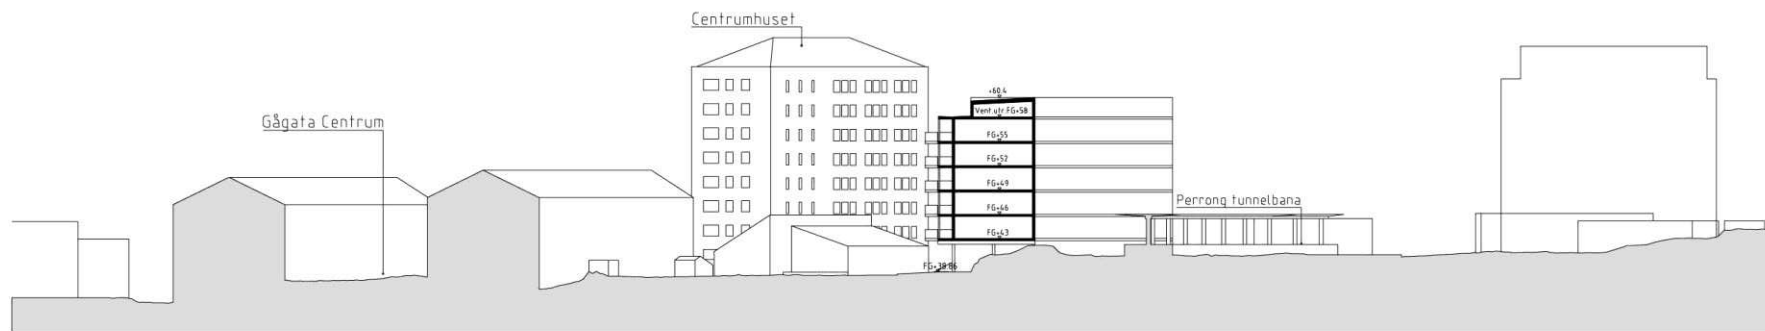 Centrumhuset
Gågata Centrum
+60.4
Vent.utr FG+58
FG+55
FG+52
FG+49
FG+46
FG+43
Perrong tunnelbana
FG+38.86